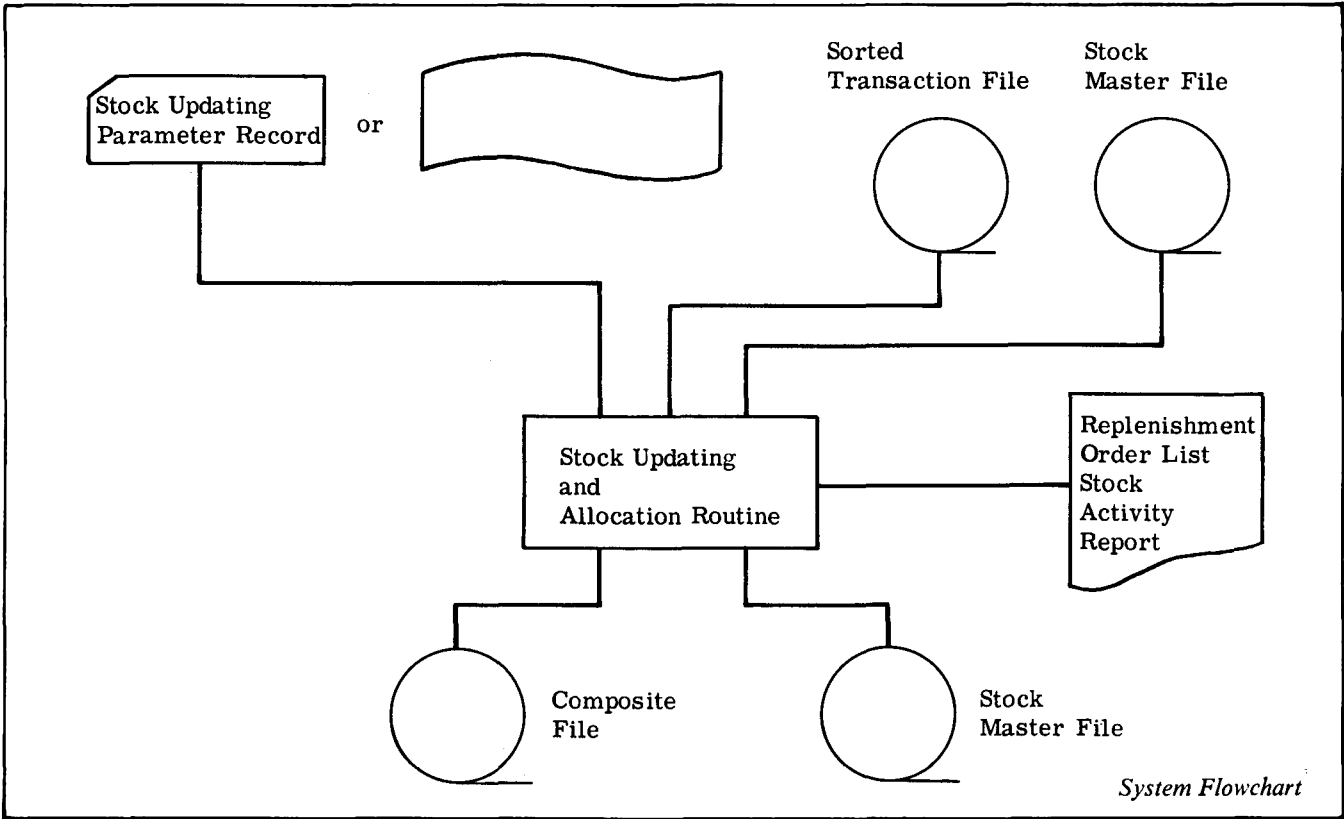 Sorted
Transaction File
Stock
Master File
Stock Updating
Parameter Record
or
Stock Updating
and
Allocation Routine
Replenishment
Order List
Stock
Activity
Report
Composite
File
Stock
Master File
System Flowchart